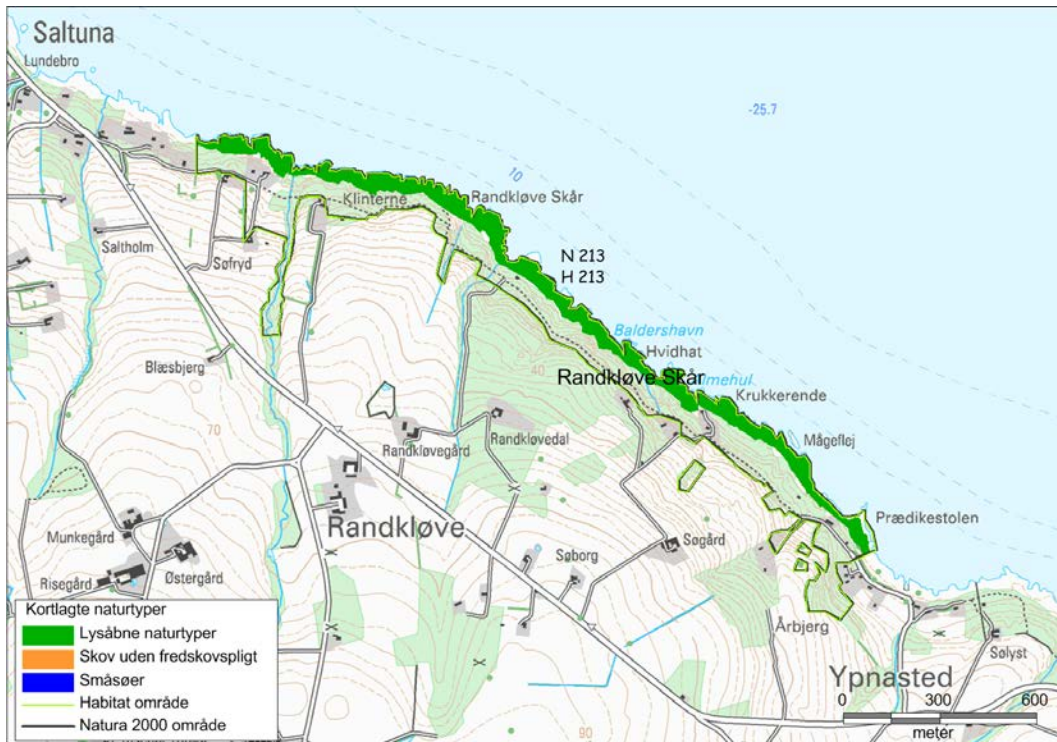 Saltuna
Lundebro
-25.7
10
Klinterne
Randkløve Skår
N 213
H 213
Saltholm
Søfryd
Baldershavn
Hvidhat
40
Blæsbjerg
Randkløve Skår
Krukkerende
70
Randkløvegård
Randkløvedal
Mågeflej
Prædikestolen
Munkegård
Randkløve
Søborg
Søgård
Østergård
Risegård
Årbjerg
Sølyst
Ypnasted
90
Kortlagte naturtyper
Lysåbne naturtyper
Skov uden fredskovspligt
Småsøer
Habitat område
Natura 2000 område
0 300 600
meter